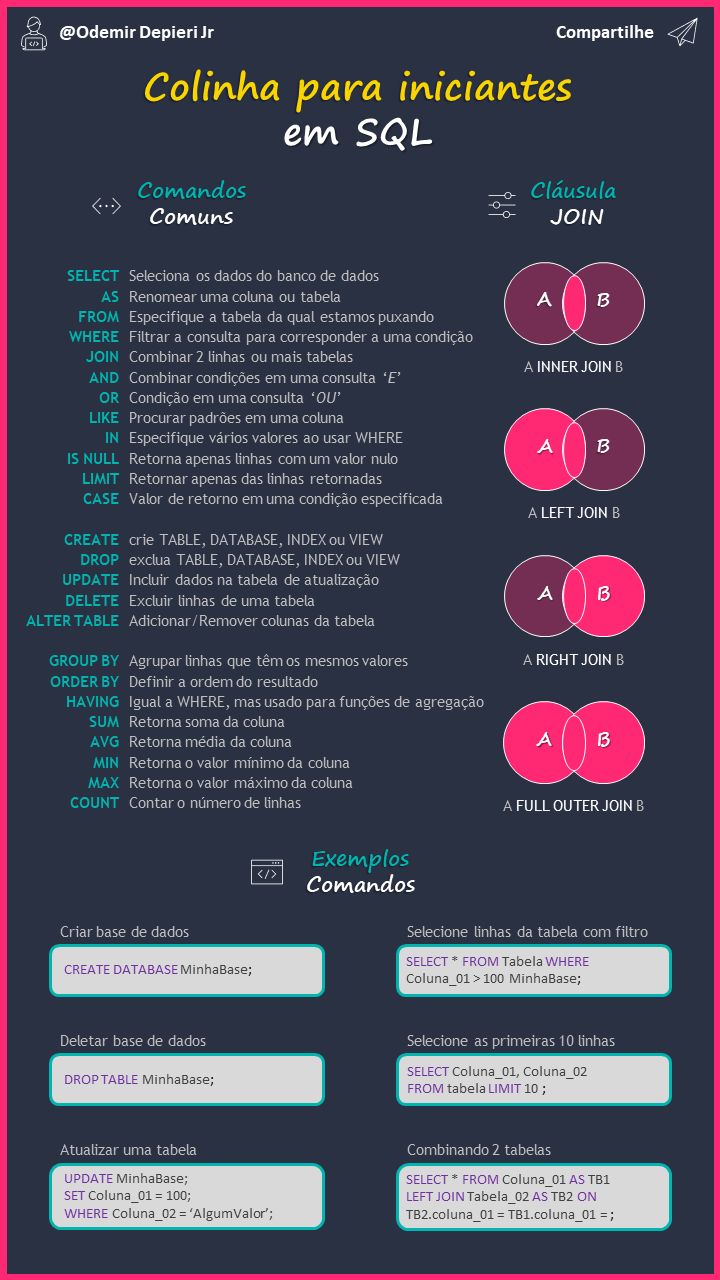 @Odemir Depieri Jr
Compartilhe
Colinha para iniciantes
em SQL
Comandos
Comuns
SELECT Seleciona os dados do banco de dados
AS Renomear uma coluna ou tabela
FROM Especifique a tabela da qual estamos puxando
WHERE Filtrar a consulta para corresponder a uma condição
JOIN Combinar 2 linhas ou mais tabelas
AND Combinar condições em uma consulta ‘E’
OR Condição em uma consulta ‘OU’
LIKE Procurar padrões em uma coluna
IN Especifique vários valores ao usar WHERE
IS NULL Retorna apenas linhas com um valor nulo
LIMIT Retornar apenas das linhas retornadas
CASE Valor de retorno em uma condição especificada
CREATE crie TABLE, DATABASE, INDEX ou VIEW
DROP exclua TABLE, DATABASE, INDEX ou VIEW
UPDATE Incluir dados na tabela de atualização
DELETE Excluir linhas de uma tabela
ALTER TABLE Adicionar/Remover colunas da tabela
GROUP BY Agrupar linhas que têm os mesmos valores
ORDER BY Definir a ordem do resultado
HAVING Igual a WHERE, mas usado para funções de agregação
SUM Retorna soma da coluna
AVG Retorna média da coluna
MIN Retorna o valor mínimo da coluna
MAX Retorna o valor máximo da coluna
COUNT Contar o número de linhas
Cláusula
JOIN
A B
A INNER JOIN B
A B
A LEFT JOIN B
A B
A RIGHT JOIN B
A B
A FULL OUTER JOIN B
Exemplos
Comandos
Criar base de dados
CREATE DATABASE MinhaBase;
Deletar base de dados
DROP TABLE MinhaBase;
Atualizar uma tabela
UPDATE MinhaBase;
SET Coluna_01 = 100;
WHERE Coluna_02 = ‘AlgumValor’;
Selecione linhas da tabela com filtro
SELECT * FROM Tabela WHERE
Coluna_01 > 100 MinhaBase;
Selecione as primeiras 10 linhas
SELECT Coluna_01, Coluna_02
FROM tabela LIMIT 10 ;
Combinando 2 tabelas
SELECT * FROM Coluna_01 AS TB1
LEFT JOIN Tabela_02 AS TB2 ON
TB2.coluna_01 = TB1.coluna_01 = ;